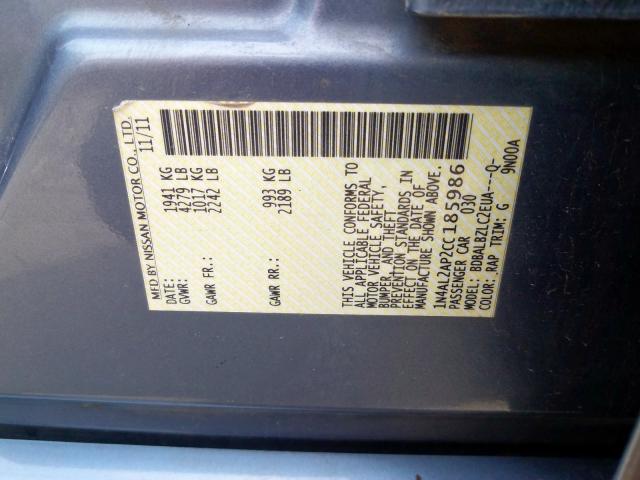 MFD BY NISSAN MOTOR CO., LTD.
DATE: 11/11
GVWR: 1941 KG
4279 LB
GAWR FR: 1017 KG
2242 LB
GAWR RR: 993 KG
2189 LB
THIS VEHICLE CONFORMS TO
ALL APPLICABLE FEDERAL
MOTOR VEHICLE SAFETY,
BUMPER, AND THEFT
PREVENTION STANDARDS IN
EFFECT ON THE DATE OF
MANUFACTURE SHOWN ABOVE.
1N4AL2AP2CC185986
PASSENGER CAR 030
MODEL: BDBALBZLC2EUA---Q-
COLOR: RAP TRIM: G 9N00A